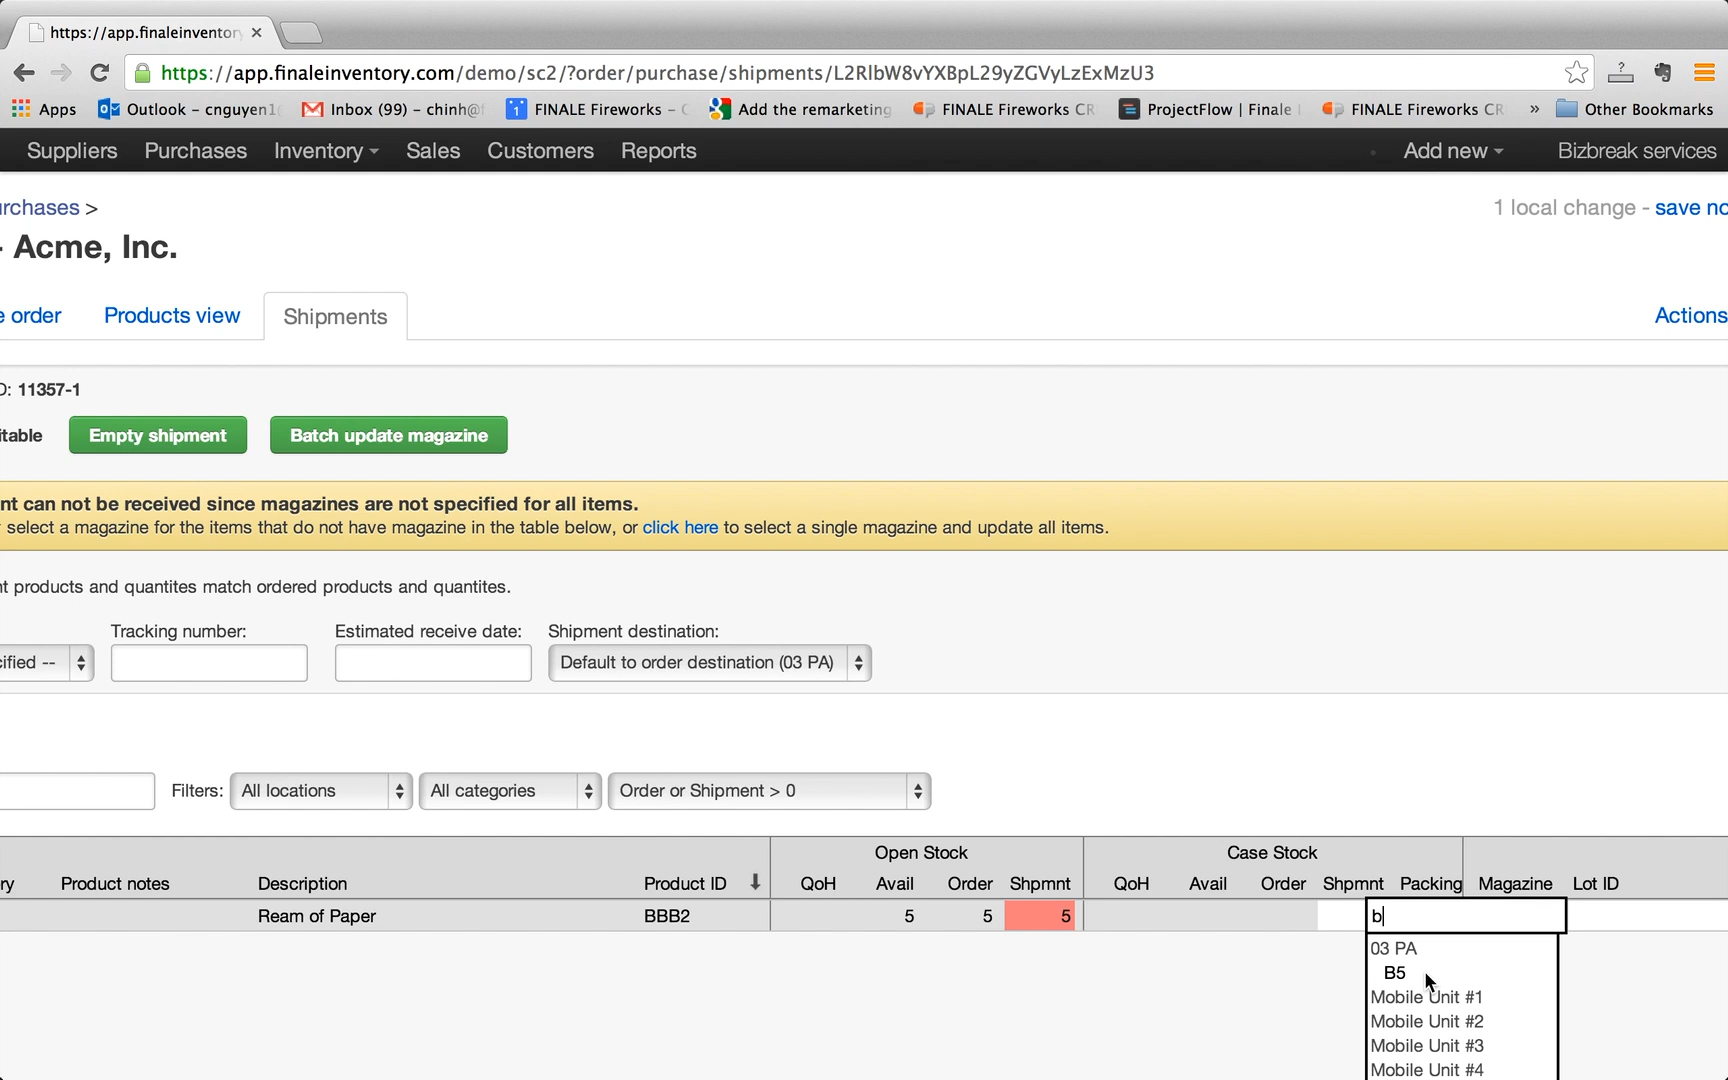 https://app.finaleinventory
https://app.finaleinventory.com/demo/sc2/?order/purchase/shipments/L2RlbW8vYXBpL29yZGVyLzExMzU3
Apps
Outlook – cnguyen1
Inbox (99) – chinh@f
FINALE Fireworks – C
Add the remarketing
FINALE Fireworks CR
ProjectFlow | Finale
FINALE Fireworks CR
» Other Bookmarks
Suppliers Purchases Inventory Sales Customers Reports Add new Bizbreak services
urchases >
1 local change - save no
- Acme, Inc.
e order Products view Shipments Actions
D: 11357-1
itable Empty shipment Batch update magazine
nt can not be received since magazines are not specified for all items.
select a magazine for the items that do not have magazine in the table below, or click here to select a single magazine and update all items.
nt products and quantites match ordered products and quantites.
Tracking number: Estimated receive date: Shipment destination:
cified -- Default to order destination (03 PA)
Filters: All locations All categories Order or Shipment > 0
Open Stock Case Stock
ry Product notes Description Product ID QoH Avail Order Shpmnt QoH Avail Order Shpmnt Packing Magazine Lot ID
Ream of Paper BBB2 5 5 5 b
03 PA
B5
Mobile Unit #1
Mobile Unit #2
Mobile Unit #3
Mobile Unit #4